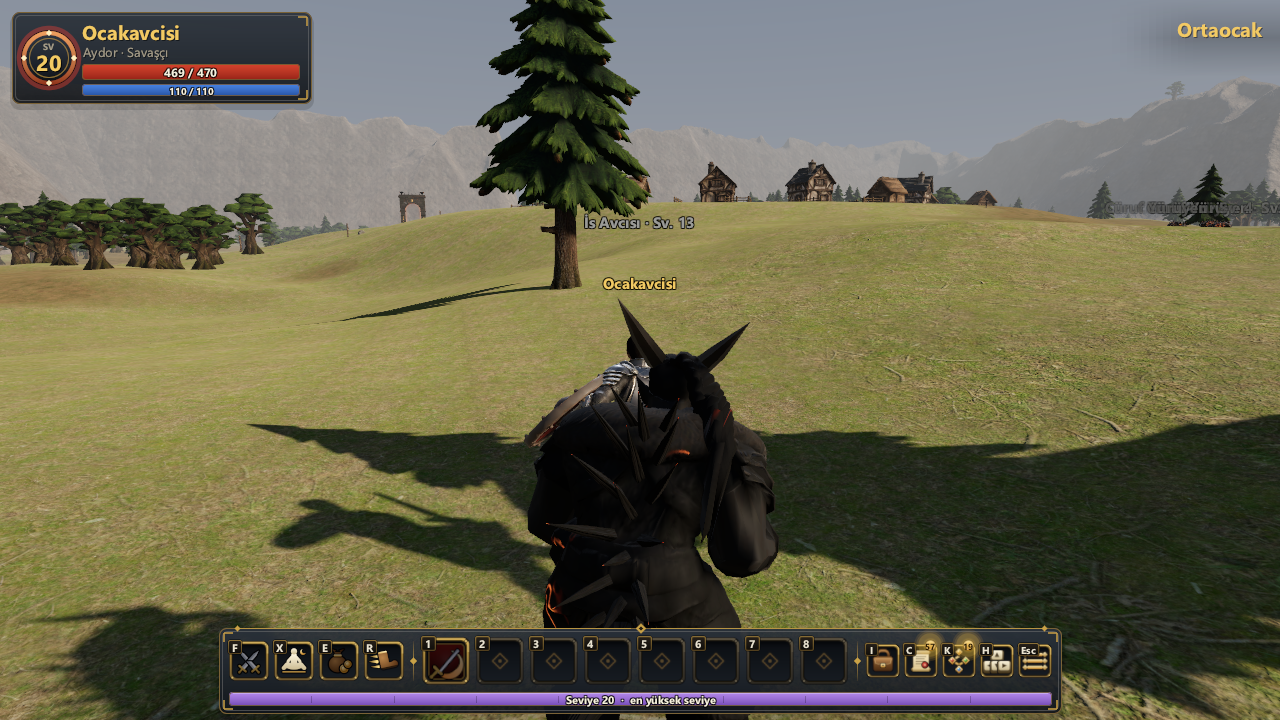 Ocakavcisi
SV
20
Aydor · Savaşçı
469 / 470
110 / 110
Ortaocak
İs Avcısı · Sv. 13
Ocakavcisi
F
X
E
R
1
2
3
4
5
6
7
8
I
C
57
K
19
H
Esc
Seviye 20 · en yüksek seviye